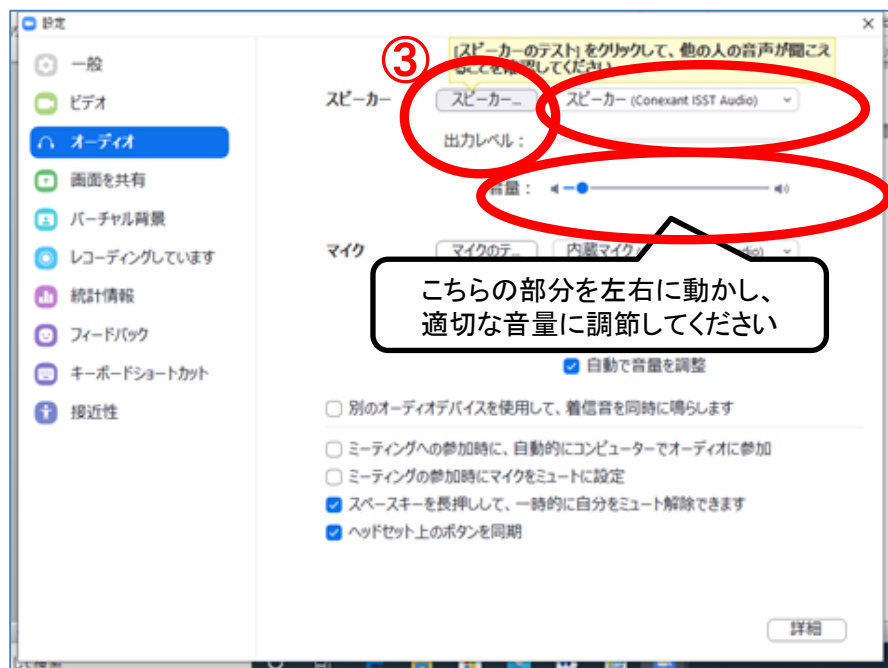 設定
一般
ビデオ
オーディオ
画面を共有
バーチャル背景
レコーディングしています
統計情報
フィードバック
キーボードショートカット
接近性
③
[スピーカーのテスト] をクリックして、他の人の音声が聞こえ
ることを確認してください
スピーカー スピーカー... スピーカー (Conexant ISST Audio)
出力レベル：
音量：
マイク マイクのテ... 内蔵マイク
こちらの部分を左右に動かし、
適切な音量に調節してください
自動で音量を調整
別のオーディオデバイスを使用して、着信音を同時に鳴らします
ミーティングへの参加時に、自動的にコンピューターでオーディオに参加
ミーティングの参加時にマイクをミュートに設定
スペースキーを長押しして、一時的に自分をミュート解除できます
ヘッドセット上のボタンを同期
詳細